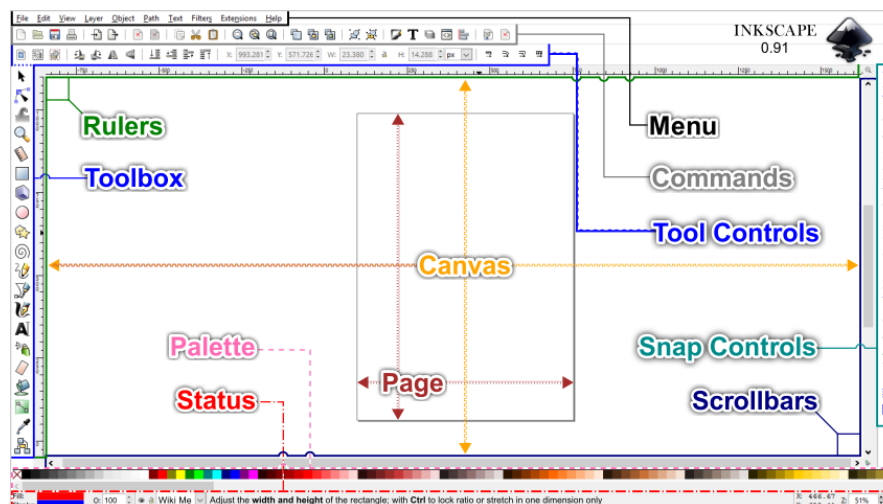 File Edit View Layer Object Path Text Filters Extensions Help
INKSCAPE
0.91
X: 993.281 Y: 571.726 W: 23.380 H: 14.288 px
Rulers
Menu
Toolbox
Commands
Tool Controls
Canvas
Palette
Snap Controls
Page
Status
Scrollbars
Fill:
O: 100 Wiki Me Adjust the width and height of the rectangle; with Ctrl to lock ratio or stretch in one dimension only
X: 466.67
Z: 51%